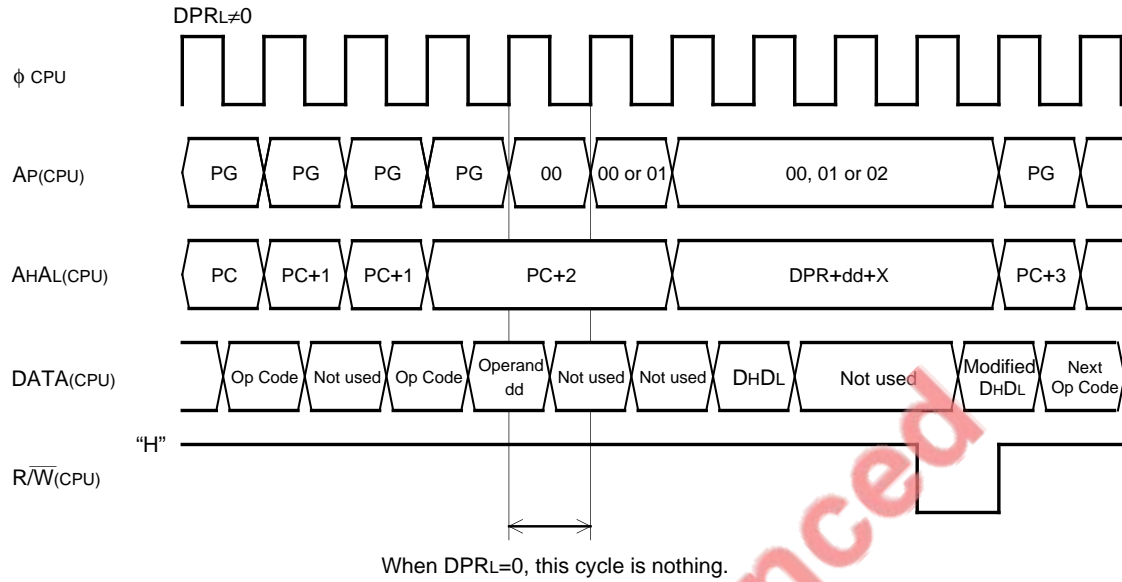 DPRL≠0
φ CPU
AP(CPU) PG PG PG PG 00 00 or 01 00, 01 or 02 PG
AHAL(CPU) PC PC+1 PC+1 PC+2 DPR+dd+X PC+3
DATA(CPU) Op Code Not used Op Code Operand dd Not used Not used DHDL Not used Modified DHDL Next Op Code
“H”
R/W̅(CPU)
When DPRL=0, this cycle is nothing.
nced